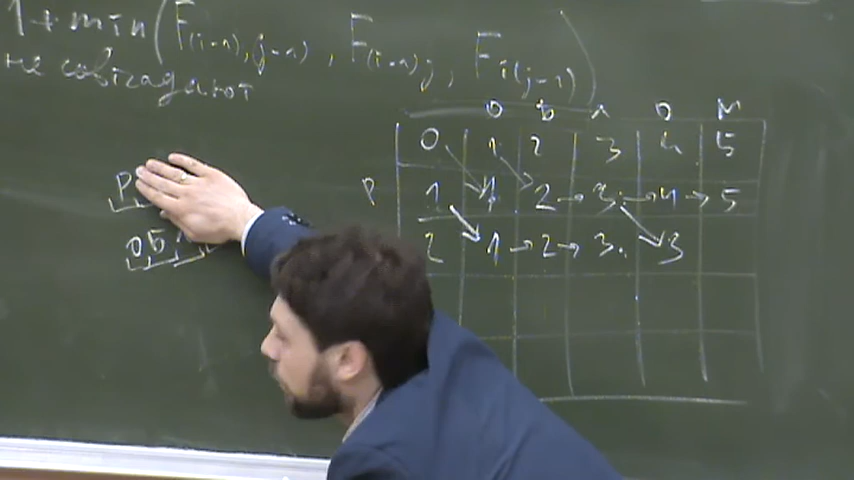 1 + min(F(i-1),(j-1), F(i-1)j, F i(j-1))
не совпадают
о б л о м
0 1 2 3 4 5
Р 1 1 2 → 3 → 4 → 5
2 1 → 2 → 3 3
Р
об